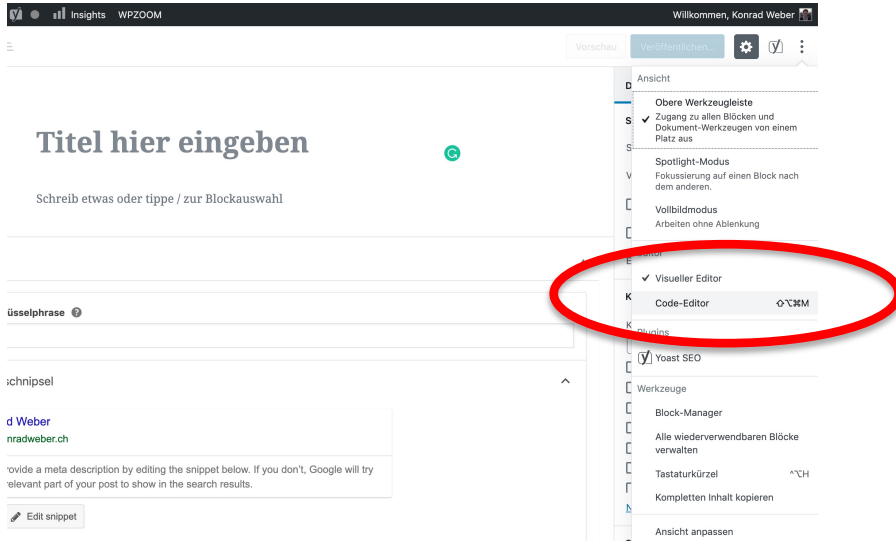 Insights WPZOOM Willkommen, Konrad Weber
Vorschau Veröffentlichen…
Ansicht
Obere Werkzeugleiste
Zugang zu allen Blöcken und
Dokument-Werkzeugen von einem
Platz aus
Spotlight-Modus
Fokussierung auf einen Block nach
dem anderen.
Vollbildmodus
Arbeiten ohne Ablenkung
Editor
Visueller Editor
Code-Editor ⇧⌥⌘M
Plugins
Yoast SEO
Werkzeuge
Block-Manager
Alle wiederverwendbaren Blöcke
verwalten
Tastaturkürzel ^⌥H
Kompletten Inhalt kopieren
Ansicht anpassen
Titel hier eingeben
Schreib etwas oder tippe / zur Blockauswahl
üsselphrase
schnipsel
d Weber
nradweber.ch
rovide a meta description by editing the snippet below. If you don't, Google will try
relevant part of your post to show in the search results.
Edit snippet